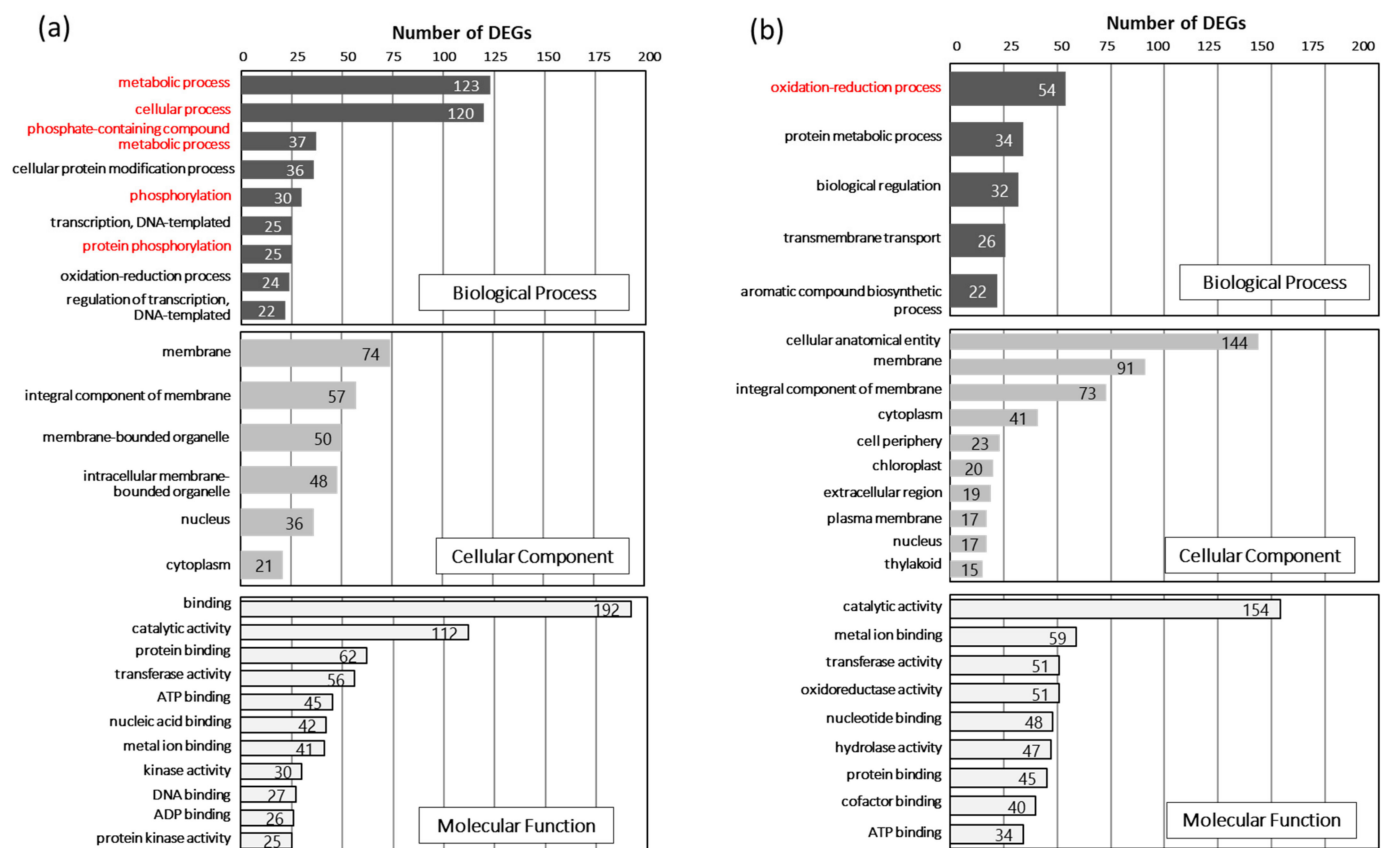 (a)
Number of DEGs
0 25 50 75 100 125 150 175 200
metabolic process 123
cellular process 120
phosphate-containing compound
metabolic process 37
cellular protein modification process 36
phosphorylation 30
transcription, DNA-templated 25
protein phosphorylation 25
oxidation-reduction process 24
regulation of transcription,
DNA-templated 22
Biological Process
membrane 74
integral component of membrane 57
membrane-bounded organelle 50
intracellular membrane-
bounded organelle 48
nucleus 36
cytoplasm 21
Cellular Component
binding 192
catalytic activity 112
protein binding 62
transferase activity 56
ATP binding 45
nucleic acid binding 42
metal ion binding 41
kinase activity 30
DNA binding 27
ADP binding 26
protein kinase activity 25
Molecular Function
(b)
Number of DEGs
0 25 50 75 100 125 150 175 200
oxidation-reduction process 54
protein metabolic process 34
biological regulation 32
transmembrane transport 26
aromatic compound biosynthetic
process 22
Biological Process
cellular anatomical entity 144
membrane 91
integral component of membrane 73
cytoplasm 41
cell periphery 23
chloroplast 20
extracellular region 19
plasma membrane 17
nucleus 17
thylakoid 15
Cellular Component
catalytic activity 154
metal ion binding 59
transferase activity 51
oxidoreductase activity 51
nucleotide binding 48
hydrolase activity 47
protein binding 45
cofactor binding 40
ATP binding 34
Molecular Function